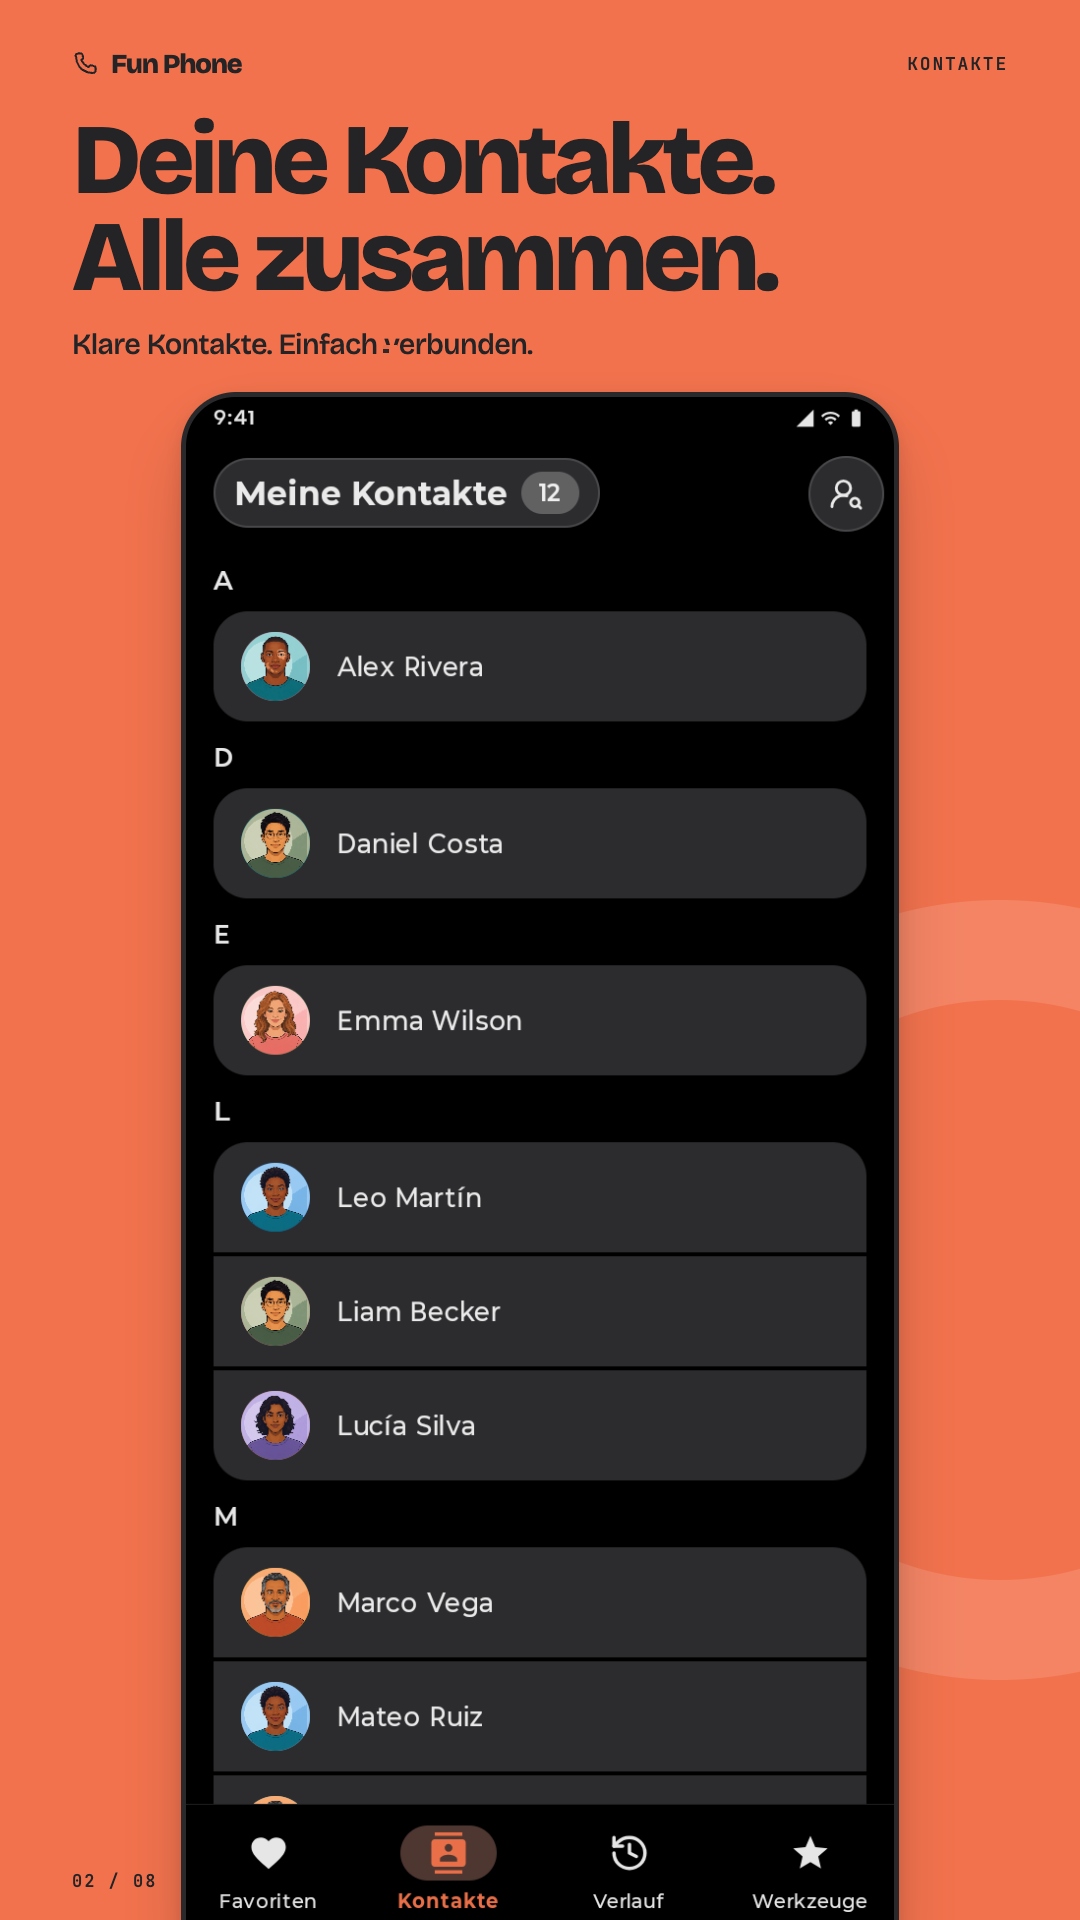 Fun Phone
KONTAKTE
Deine Kontakte.
Alle zusammen.
Klare Kontakte. Einfach
9:41
Meine Kontakte 12
A
Alex Rivera
D
Daniel Costa
E
Emma Wilson
L
Leo Martín
Liam Becker
Lucía Silva
M
Marco Vega
Mateo Ruiz
02 / 08
Favoriten
Kontakte
Verlauf
Werkzeuge